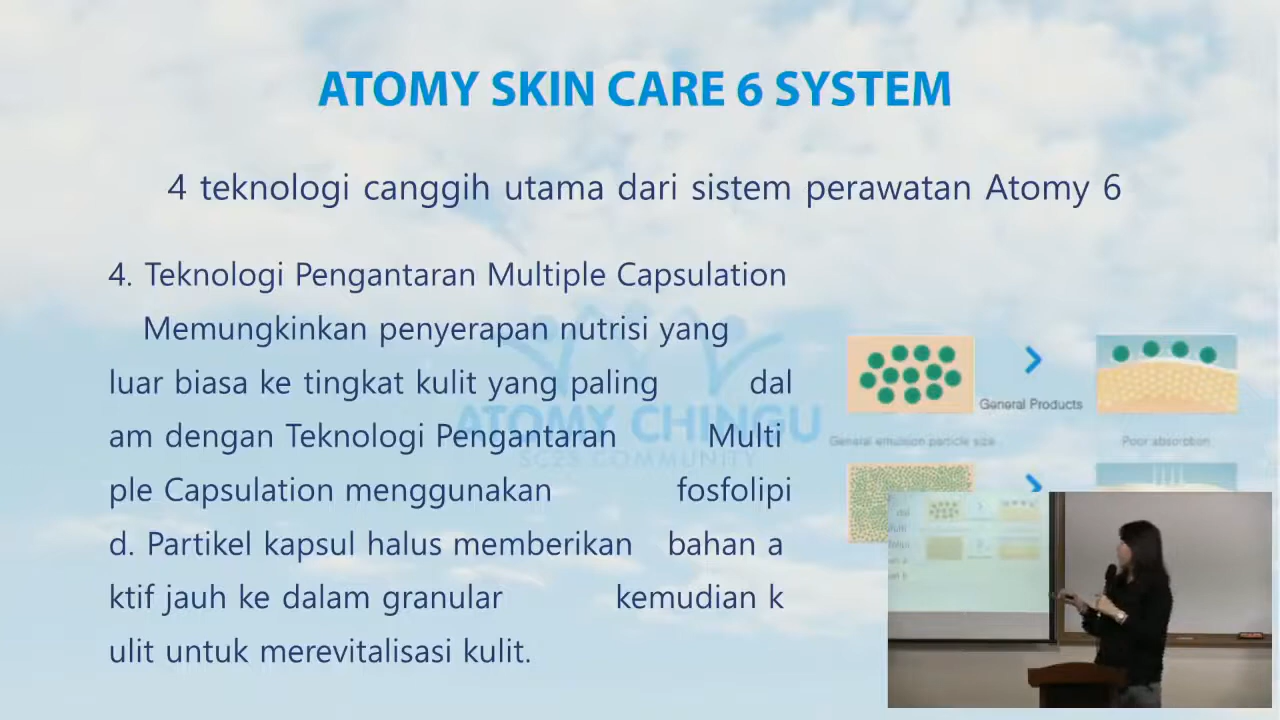 ATOMY SKIN CARE 6 SYSTEM
4 teknologi canggih utama dari sistem perawatan Atomy 6
4. Teknologi Pengantaran Multiple Capsulation
Memungkinkan penyerapan nutrisi yang
luar biasa ke tingkat kulit yang paling dal
am dengan Teknologi Pengantaran Multi
ple Capsulation menggunakan fosfolipi
d. Partikel kapsul halus memberikan bahan a
ktif jauh ke dalam granular kemudian k
ulit untuk merevitalisasi kulit.
ATOMY CHINGU
SC25 COMMUNITY
General Products
General emulsion particle size
Poor absorption